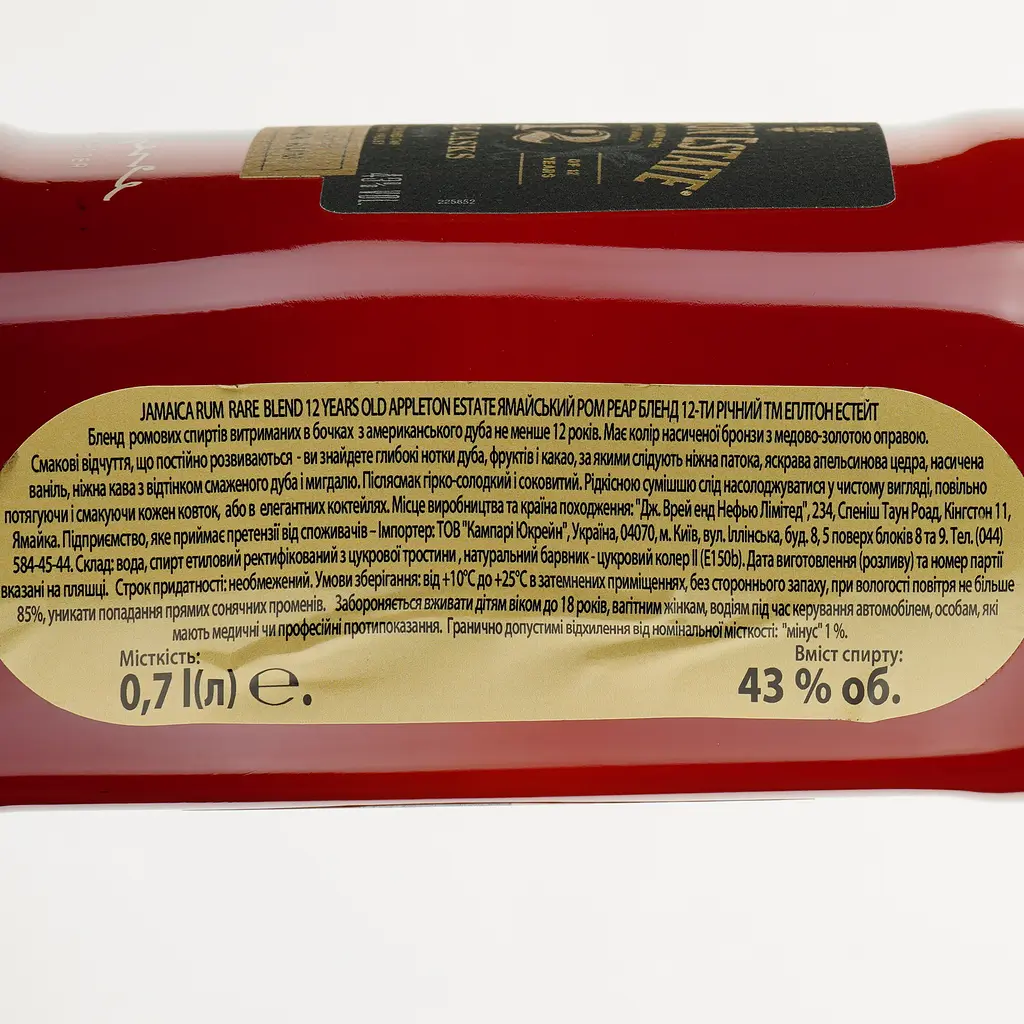 JAMAICA RUM RARE BLEND 12 YEARS OLD APPLETON ESTATE ЯМАЙСЬКИЙ РОМ РЕАР БЛЕНД 12-ТИ РІЧНИЙ ТМ ЕПЛТОН ЕСТЕЙТ
Бленд ромових спиртів витриманих в бочках з американського дуба не менше 12 років. Має колір насиченої бронзи з медово-золотою оправою.
Смакові відчуття, що постійно розвиваються - ви знайдете глибокі нотки дуба, фруктів і какао, за якими слідують ніжна патока, яскрава апельсинова цедра, насичена
ваніль, ніжна кава з відтінком смаженого дуба і мигдалю. Післясмак гірко-солодкий і соковитий. Рідкісною сумішшю слід насолоджуватися у чистому вигляді, повільно
потягуючи і смакуючи кожен ковток, або в елегантних коктейлях. Місце виробництва та країна походження: "Дж. Врей енд Нефью Лімітед", 234, Спеніш Таун Роад, Кінгстон 11,
Ямайка. Підприємство, яке приймає претензії від споживачів – Імпортер: ТОВ "Кампарі Юкрейн", Україна, 04070, м. Київ, вул. Іллінська, буд. 8, 5 поверх блоків 8 та 9. Тел. (044)
584-45-44. Склад: вода, спирт етиловий ректифікований з цукрової тростини , натуральний барвник - цукровий колер II (E150b). Дата виготовлення (розливу) та номер партії
вказані на пляшці. Строк придатності: необмежений. Умови зберігання: від +10°C до +25°C в затемнених приміщеннях, без стороннього запаху, при вологості повітря не більше
85%, уникати попадання прямих сонячних променів. Забороняється вживати дітям віком до 18 років, вагітним жінкам, водіям під час керування автомобілем, особам, які
мають медичні чи професійні протипоказання. Гранично допустимі відхилення від номінальної місткості: "мінус" 1 %.
Місткість:
0,7 l(л) ℮.
Вміст спирту:
43 % об.
ESTATE
12
OF 12
YEARS
CASKS
43% VOL.
225852